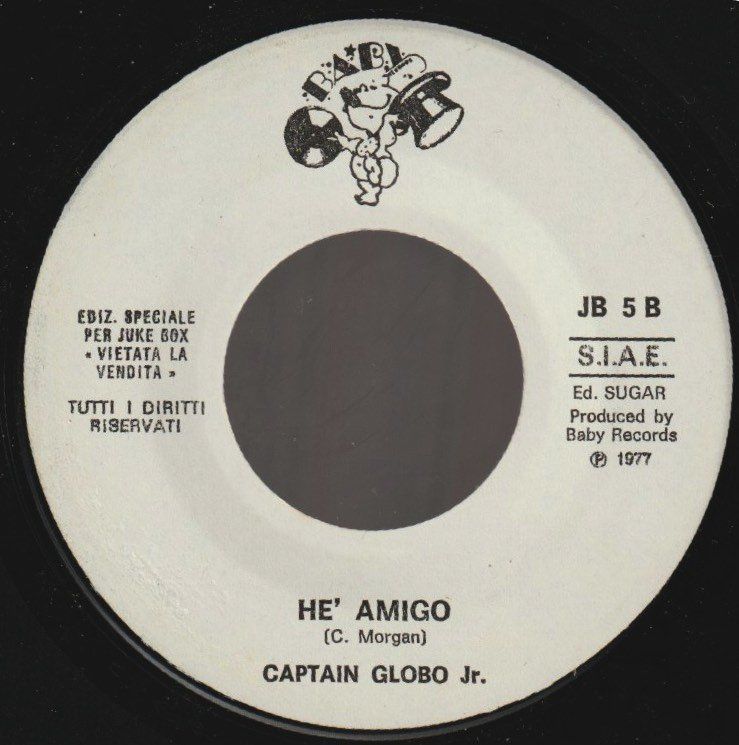 BABY
EDIZ. SPECIALE
PER JUKE BOX
« VIETATA LA
VENDITA »
TUTTI I DIRITTI
RISERVATI
JB 5 B
S.I.A.E.
Ed. SUGAR
Produced by
Baby Records
℗ 1977
HE' AMIGO
(C. Morgan)
CAPTAIN GLOBO Jr.